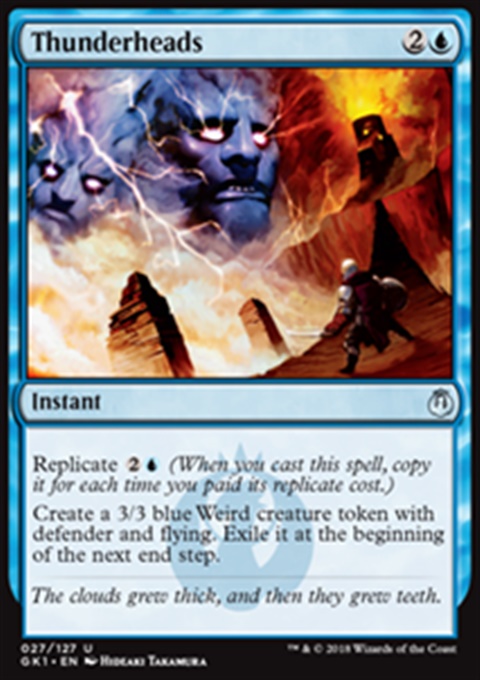 Thunderheads 2
Instant
Replicate 2 (When you cast this spell, copy
it for each time you paid its replicate cost.)
Create a 3/3 blue Weird creature token with
defender and flying. Exile it at the beginning
of the next end step.
The clouds grew thick, and then they grew teeth.
027/127 U
GK1 • EN HIDEAKI TAKAMURA
™ & © 2018 Wizards of the Coast